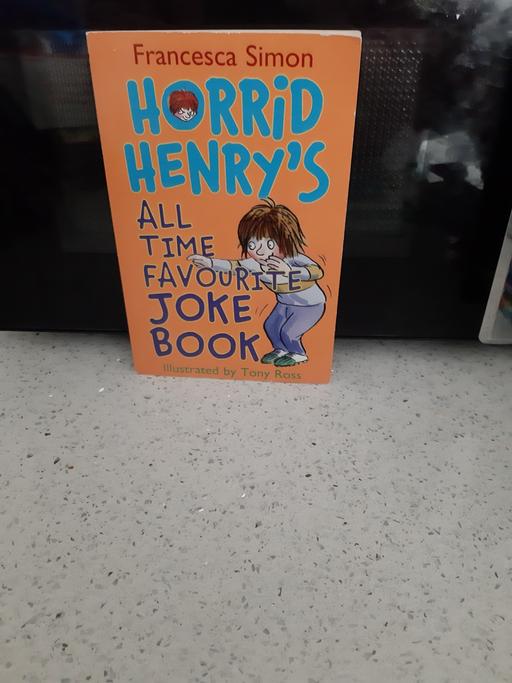 Francesca Simon
HORRiD
HENRY'S
ALL
TIME
FAVOURITE
JOKE
BOOK
Illustrated by Tony Ross